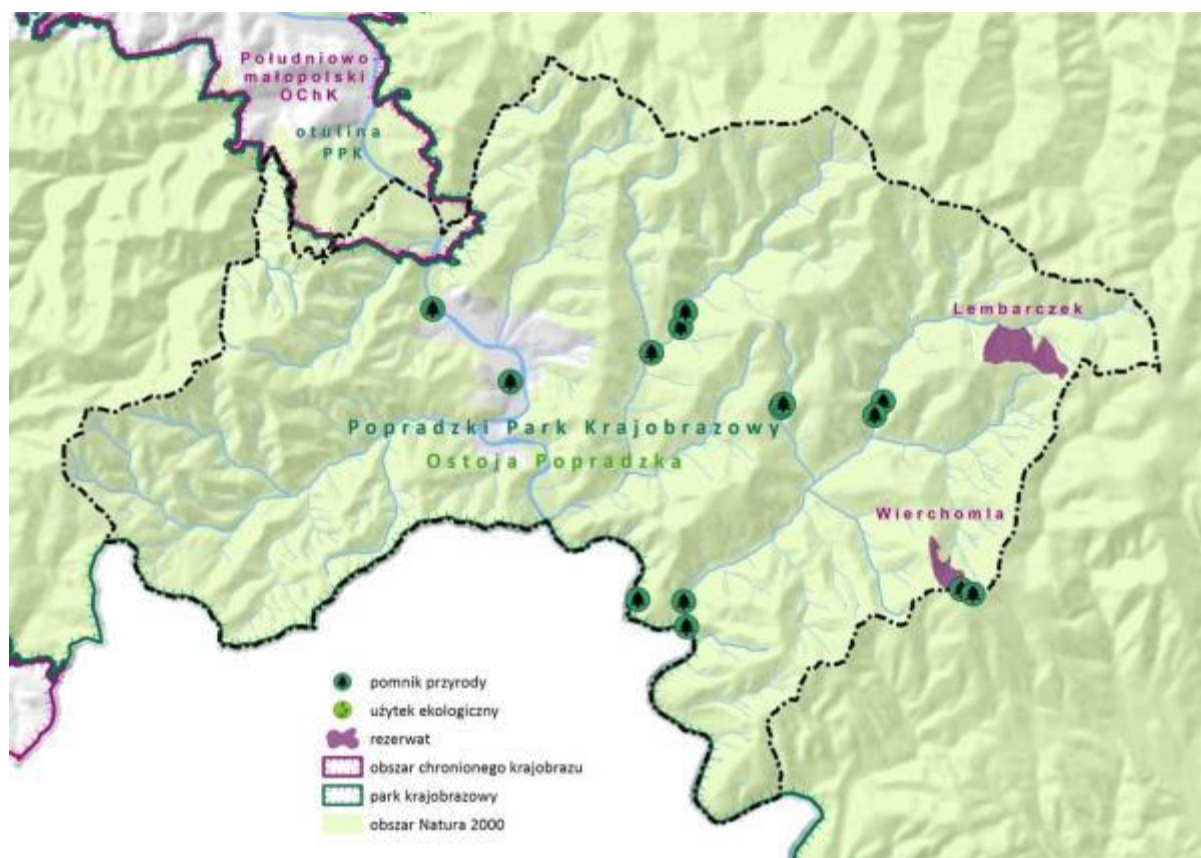 Południowo-
małopolski
OChK
otulina
PPK
Lembarczek
Popradzki Park Krajobrazowy
Ostoja Popradzka
Wierchomla
pomnik przyrody
użytek ekologiczny
rezerwat
obszar chronionego krajobrazu
park krajobrazowy
obszar Natura 2000